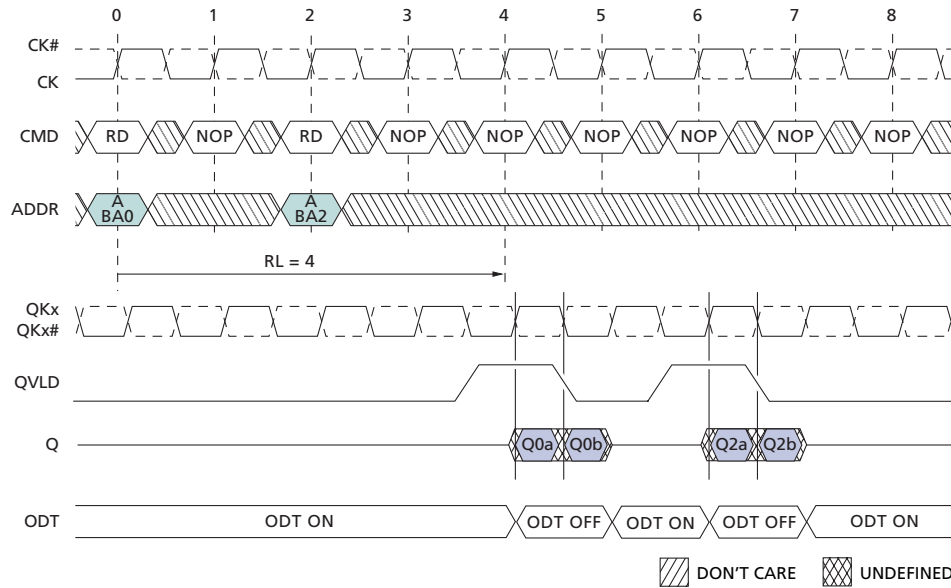 0 1 2 3 4 5 6 7 8
CK#
CK
CMD RD NOP RD NOP NOP NOP NOP NOP NOP
ADDR A BA0 A BA2
RL = 4
QKx
QKx#
QVLD
Q Q0a Q0b Q2a Q2b
ODT ODT ON ODT OFF ODT ON ODT OFF ODT ON
DON'T CARE UNDEFINED